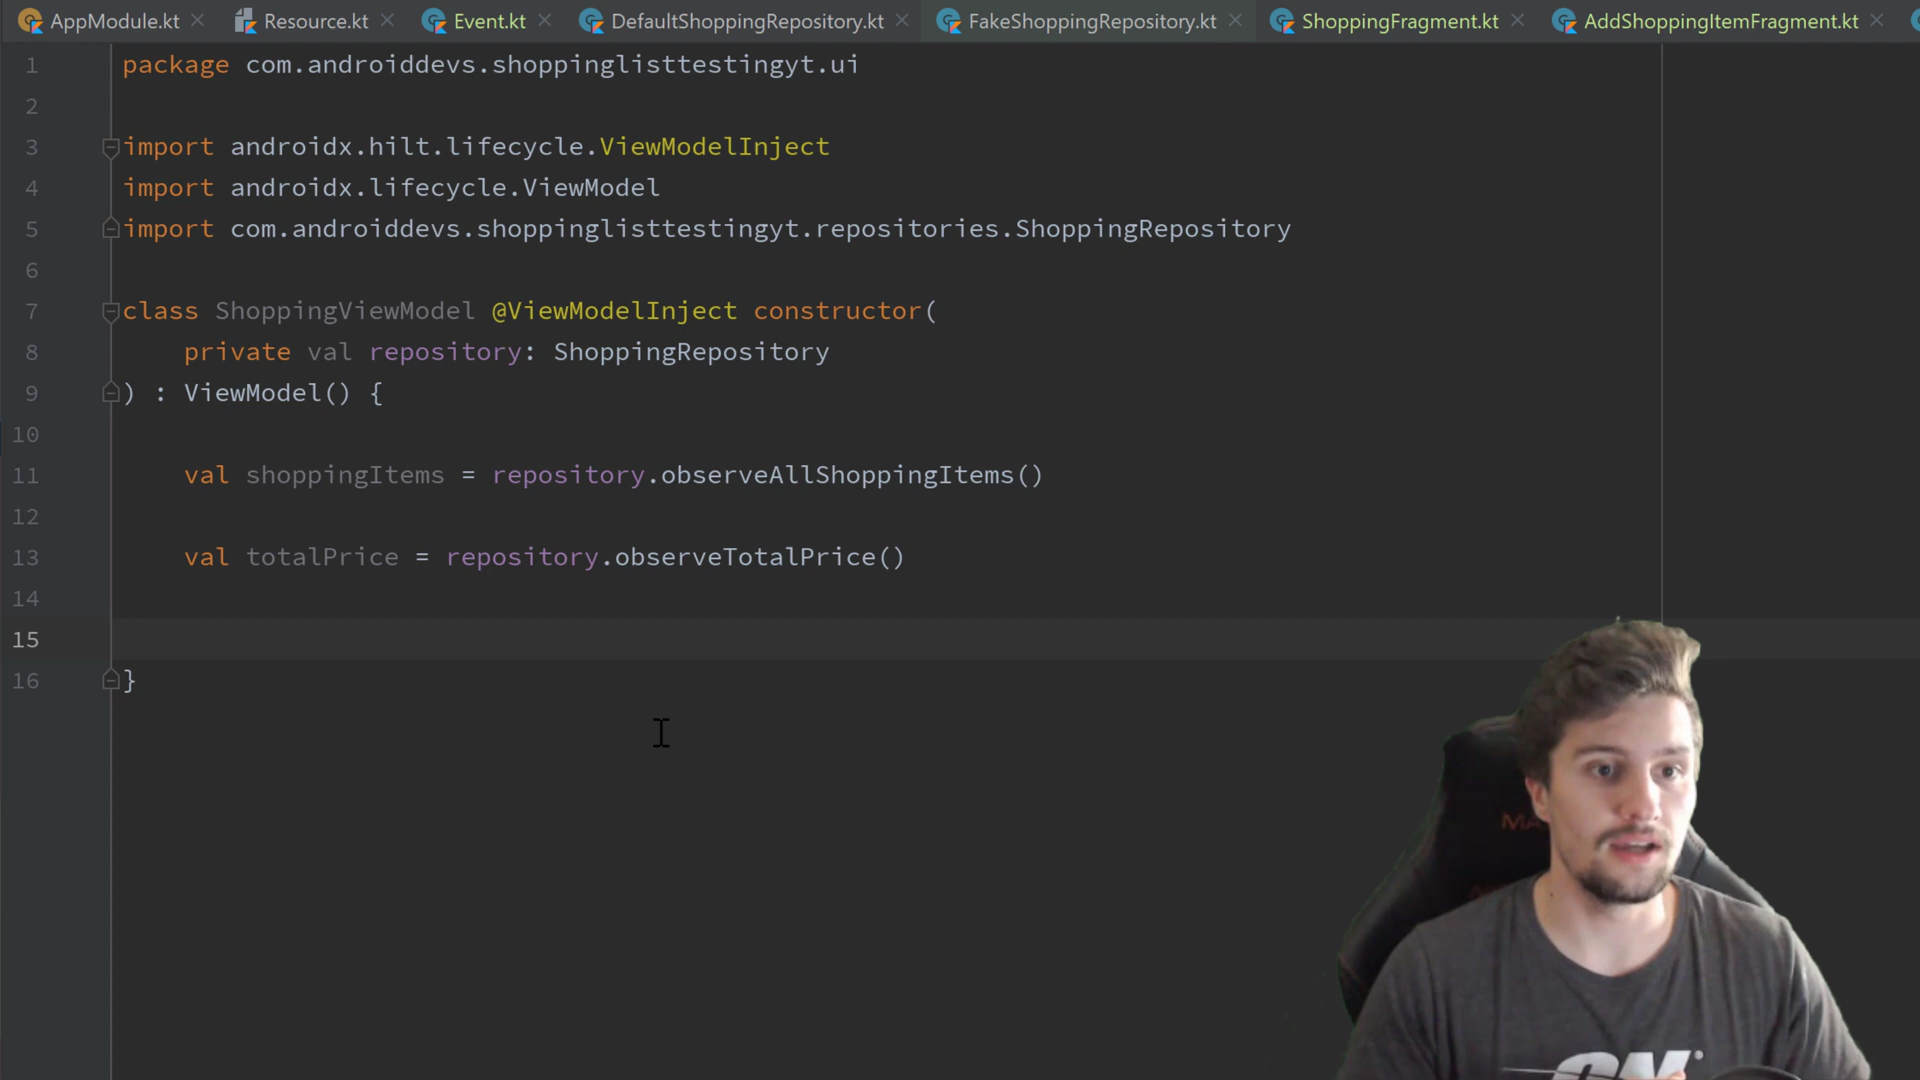 AppModule.kt Resource.kt Event.kt DefaultShoppingRepository.kt FakeShoppingRepository.kt ShoppingFragment.kt AddShoppingItemFragment.kt
1 package com.androiddevs.shoppinglisttestingyt.ui
2
3 import androidx.hilt.lifecycle.ViewModelInject
4 import androidx.lifecycle.ViewModel
5 import com.androiddevs.shoppinglisttestingyt.repositories.ShoppingRepository
6
7 class ShoppingViewModel @ViewModelInject constructor(
8 private val repository: ShoppingRepository
9 ) : ViewModel() {
10
11 val shoppingItems = repository.observeAllShoppingItems()
12
13 val totalPrice = repository.observeTotalPrice()
14
15
16 }